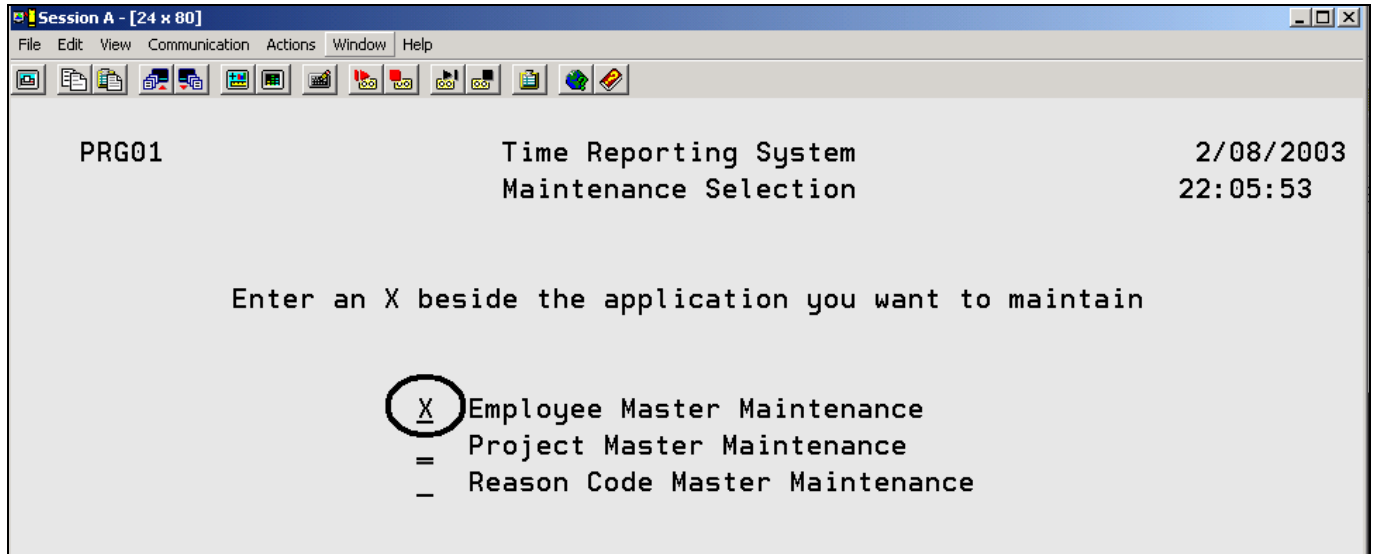 Session A - [24 x 80]
File Edit View Communication Actions Window Help
PRG01 Time Reporting System 2/08/2003
Maintenance Selection 22:05:53
Enter an X beside the application you want to maintain
X Employee Master Maintenance
_ Project Master Maintenance
_ Reason Code Master Maintenance